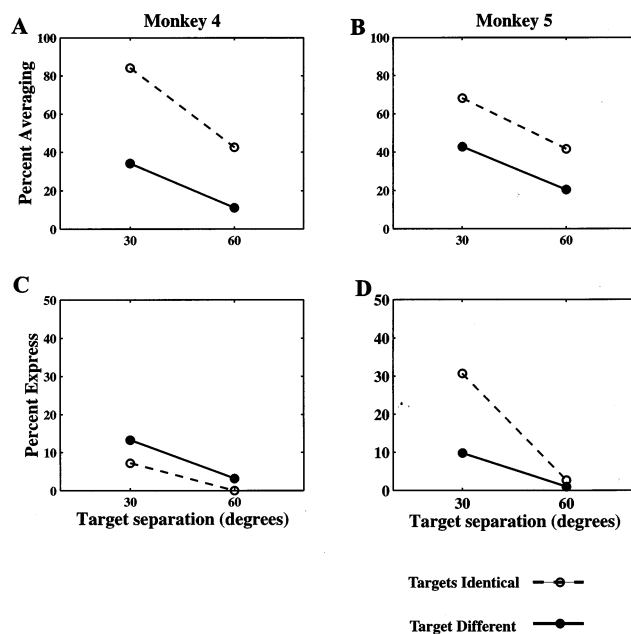 Monkey 4
Monkey 5
A
B
Percent Averaging
100
80
60
40
20
0
30
60
100
80
60
40
20
0
30
60
C
D
Percent Express
50
40
30
20
10
0
30
60
Target separation (degrees)
50
40
30
20
10
0
30
60
Target separation (degrees)
Targets Identical
Target Different